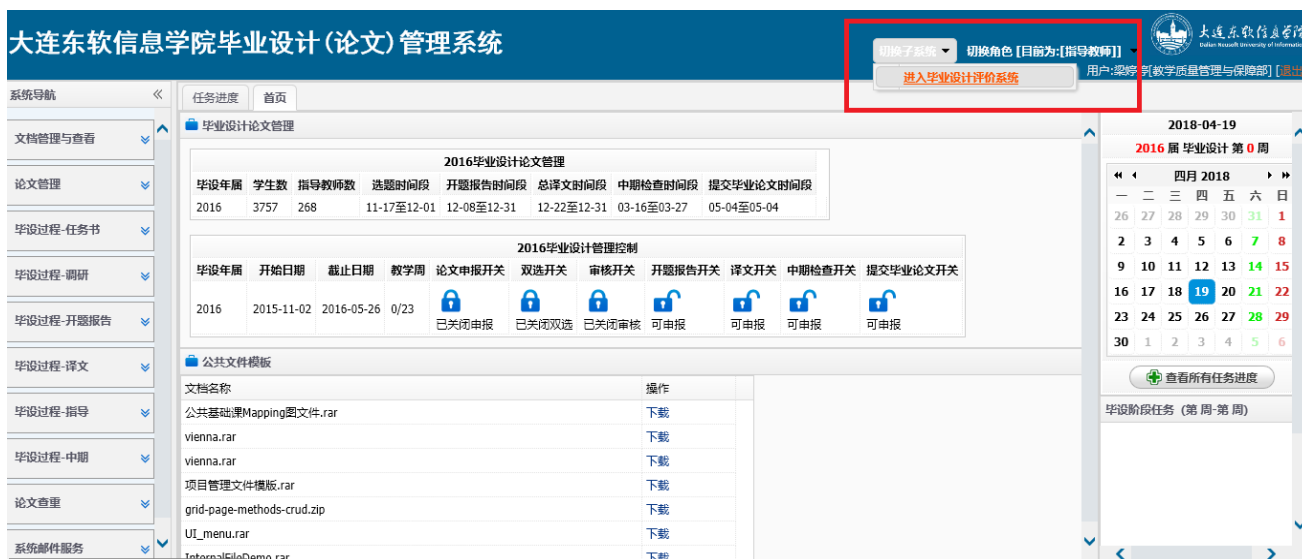 大连东软信息学院毕业设计(论文)管理系统
切换子系统
切换角色 [目前为:[指导教师]]
进入毕业设计评价系统
大连东软信息学院
Dalian Neusoft University of Informatic
用户:梁婷婷[教学质量管理与保障部] [退出
系统导航
文档管理与查看
论文管理
毕设过程-任务书
毕设过程-调研
毕设过程-开题报告
毕设过程-译文
毕设过程-指导
毕设过程-中期
论文查重
系统邮件服务
任务进度 首页
毕业设计论文管理
2016毕业设计论文管理
毕设年届 学生数 指导教师数 选题时间段 开题报告时间段 总译文时间段 中期检查时间段 提交毕业论文时间段
2016 3757 268 11-17至12-01 12-08至12-31 12-22至12-31 03-16至03-27 05-04至05-04
2016毕业设计管理控制
毕设年届 开始日期 截止日期 教学周 论文申报开关 双选开关 审核开关 开题报告开关 译文开关 中期检查开关 提交毕业论文开关
2016 2015-11-02 2016-05-26 0/23 已关闭申报 已关闭双选 已关闭审核 可申报 可申报 可申报 可申报
公共文件模板
文档名称 操作
公共基础课Mapping图文件.rar 下载
vienna.rar 下载
vienna.rar 下载
项目管理文件模版.rar 下载
grid-page-methods-crud.zip 下载
UI_menu.rar 下载
InternalFileDemo.rar 下载
2018-04-19
2016 届 毕业设计 第 0 周
四月 2018
一 二 三 四 五 六 日
26 27 28 29 30 31 1
2 3 4 5 6 7 8
9 10 11 12 13 14 15
16 17 18 19 20 21 22
23 24 25 26 27 28 29
30 1 2 3 4 5 6
查看所有任务进度
毕设阶段任务 (第 周-第 周)